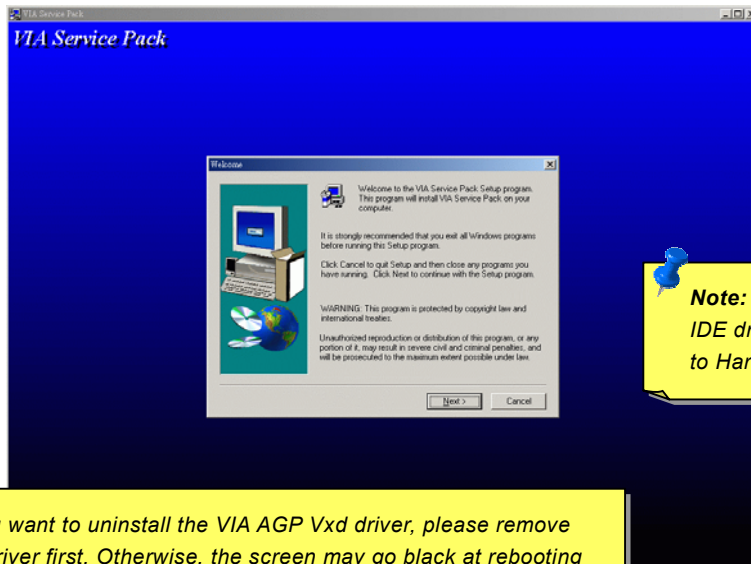 VIA Service Pack
VIA Service Pack
Welcome
Welcome to the VIA Service Pack Setup program.
This program will install VIA Service Pack on your
computer.
It is strongly recommended that you exit all Windows programs
before running this Setup program.
Click Cancel to quit Setup and then close any programs you
have running. Click Next to continue with the Setup program.
WARNING: This program is protected by copyright law and
international treaties.
Unauthorized reproduction or distribution of this program, or any
portion of it, may result in severe civil and criminal penalties, and
will be prosecuted to the maximum extent possible under law.
Next >
Cancel
Note:
IDE
to
want to uninstall the VIA AGP Vxd driver, please remove
first. Otherwise, the screen may go black at rebooting